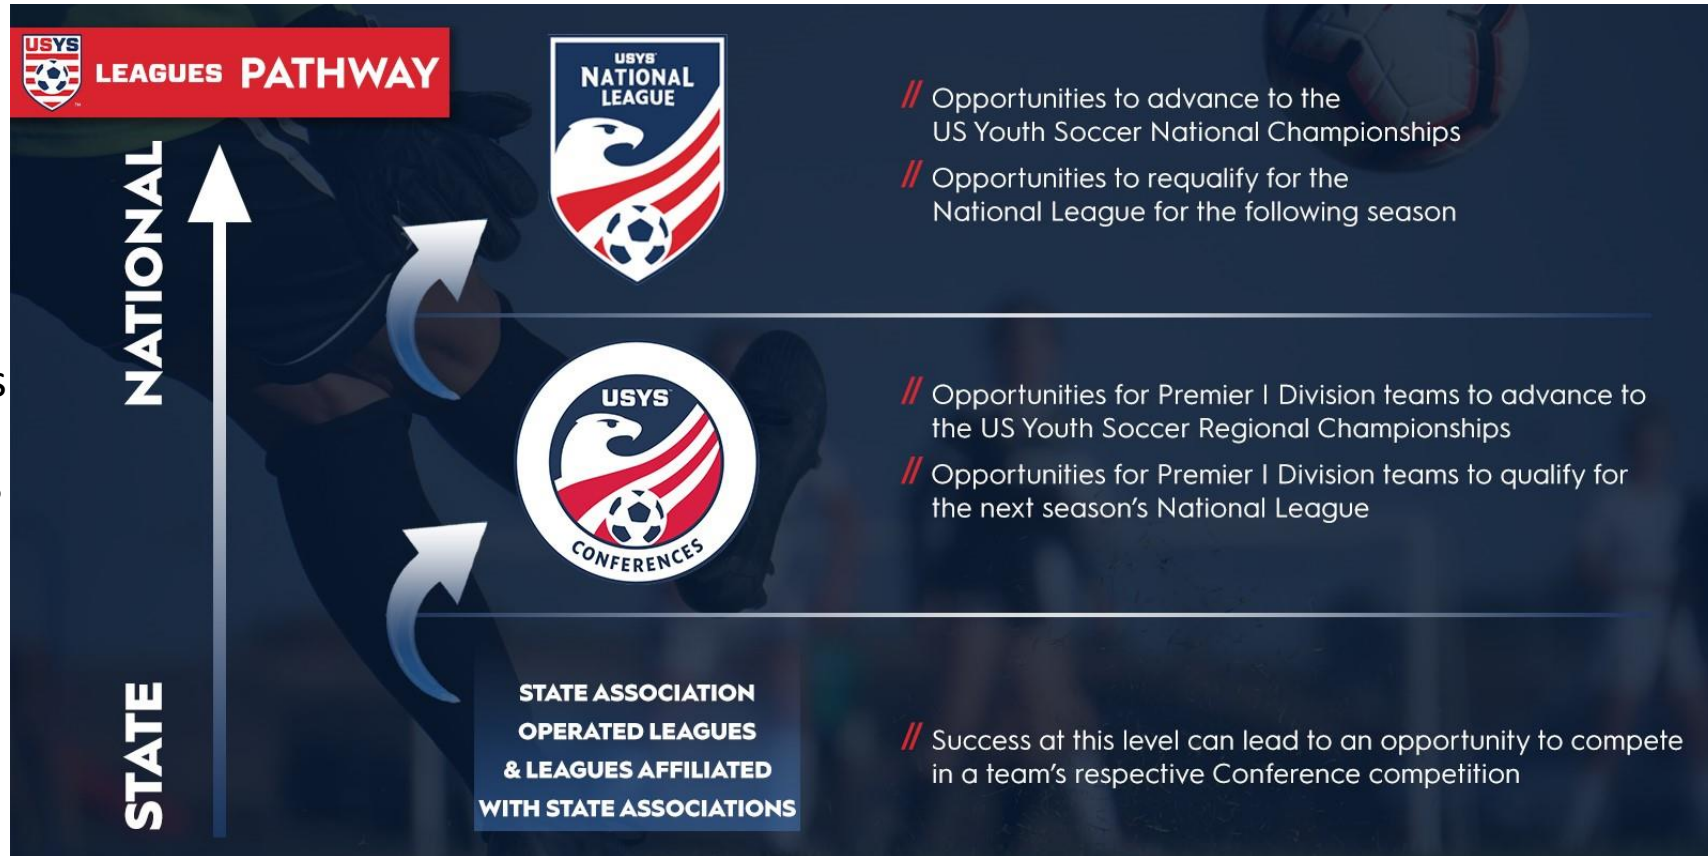 USYS
LEAGUES PATHWAY
NATIONAL
STATE
USYS
NATIONAL
LEAGUE
// Opportunities to advance to the
US Youth Soccer National Championships
// Opportunities to requalify for the
National League for the following season
USYS
CONFERENCES
// Opportunities for Premier I Division teams to advance to
the US Youth Soccer Regional Championships
// Opportunities for Premier I Division teams to qualify for
the next season's National League
STATE ASSOCIATION
OPERATED LEAGUES
& LEAGUES AFFILIATED
WITH STATE ASSOCIATIONS
// Success at this level can lead to an opportunity to compete
in a team's respective Conference competition